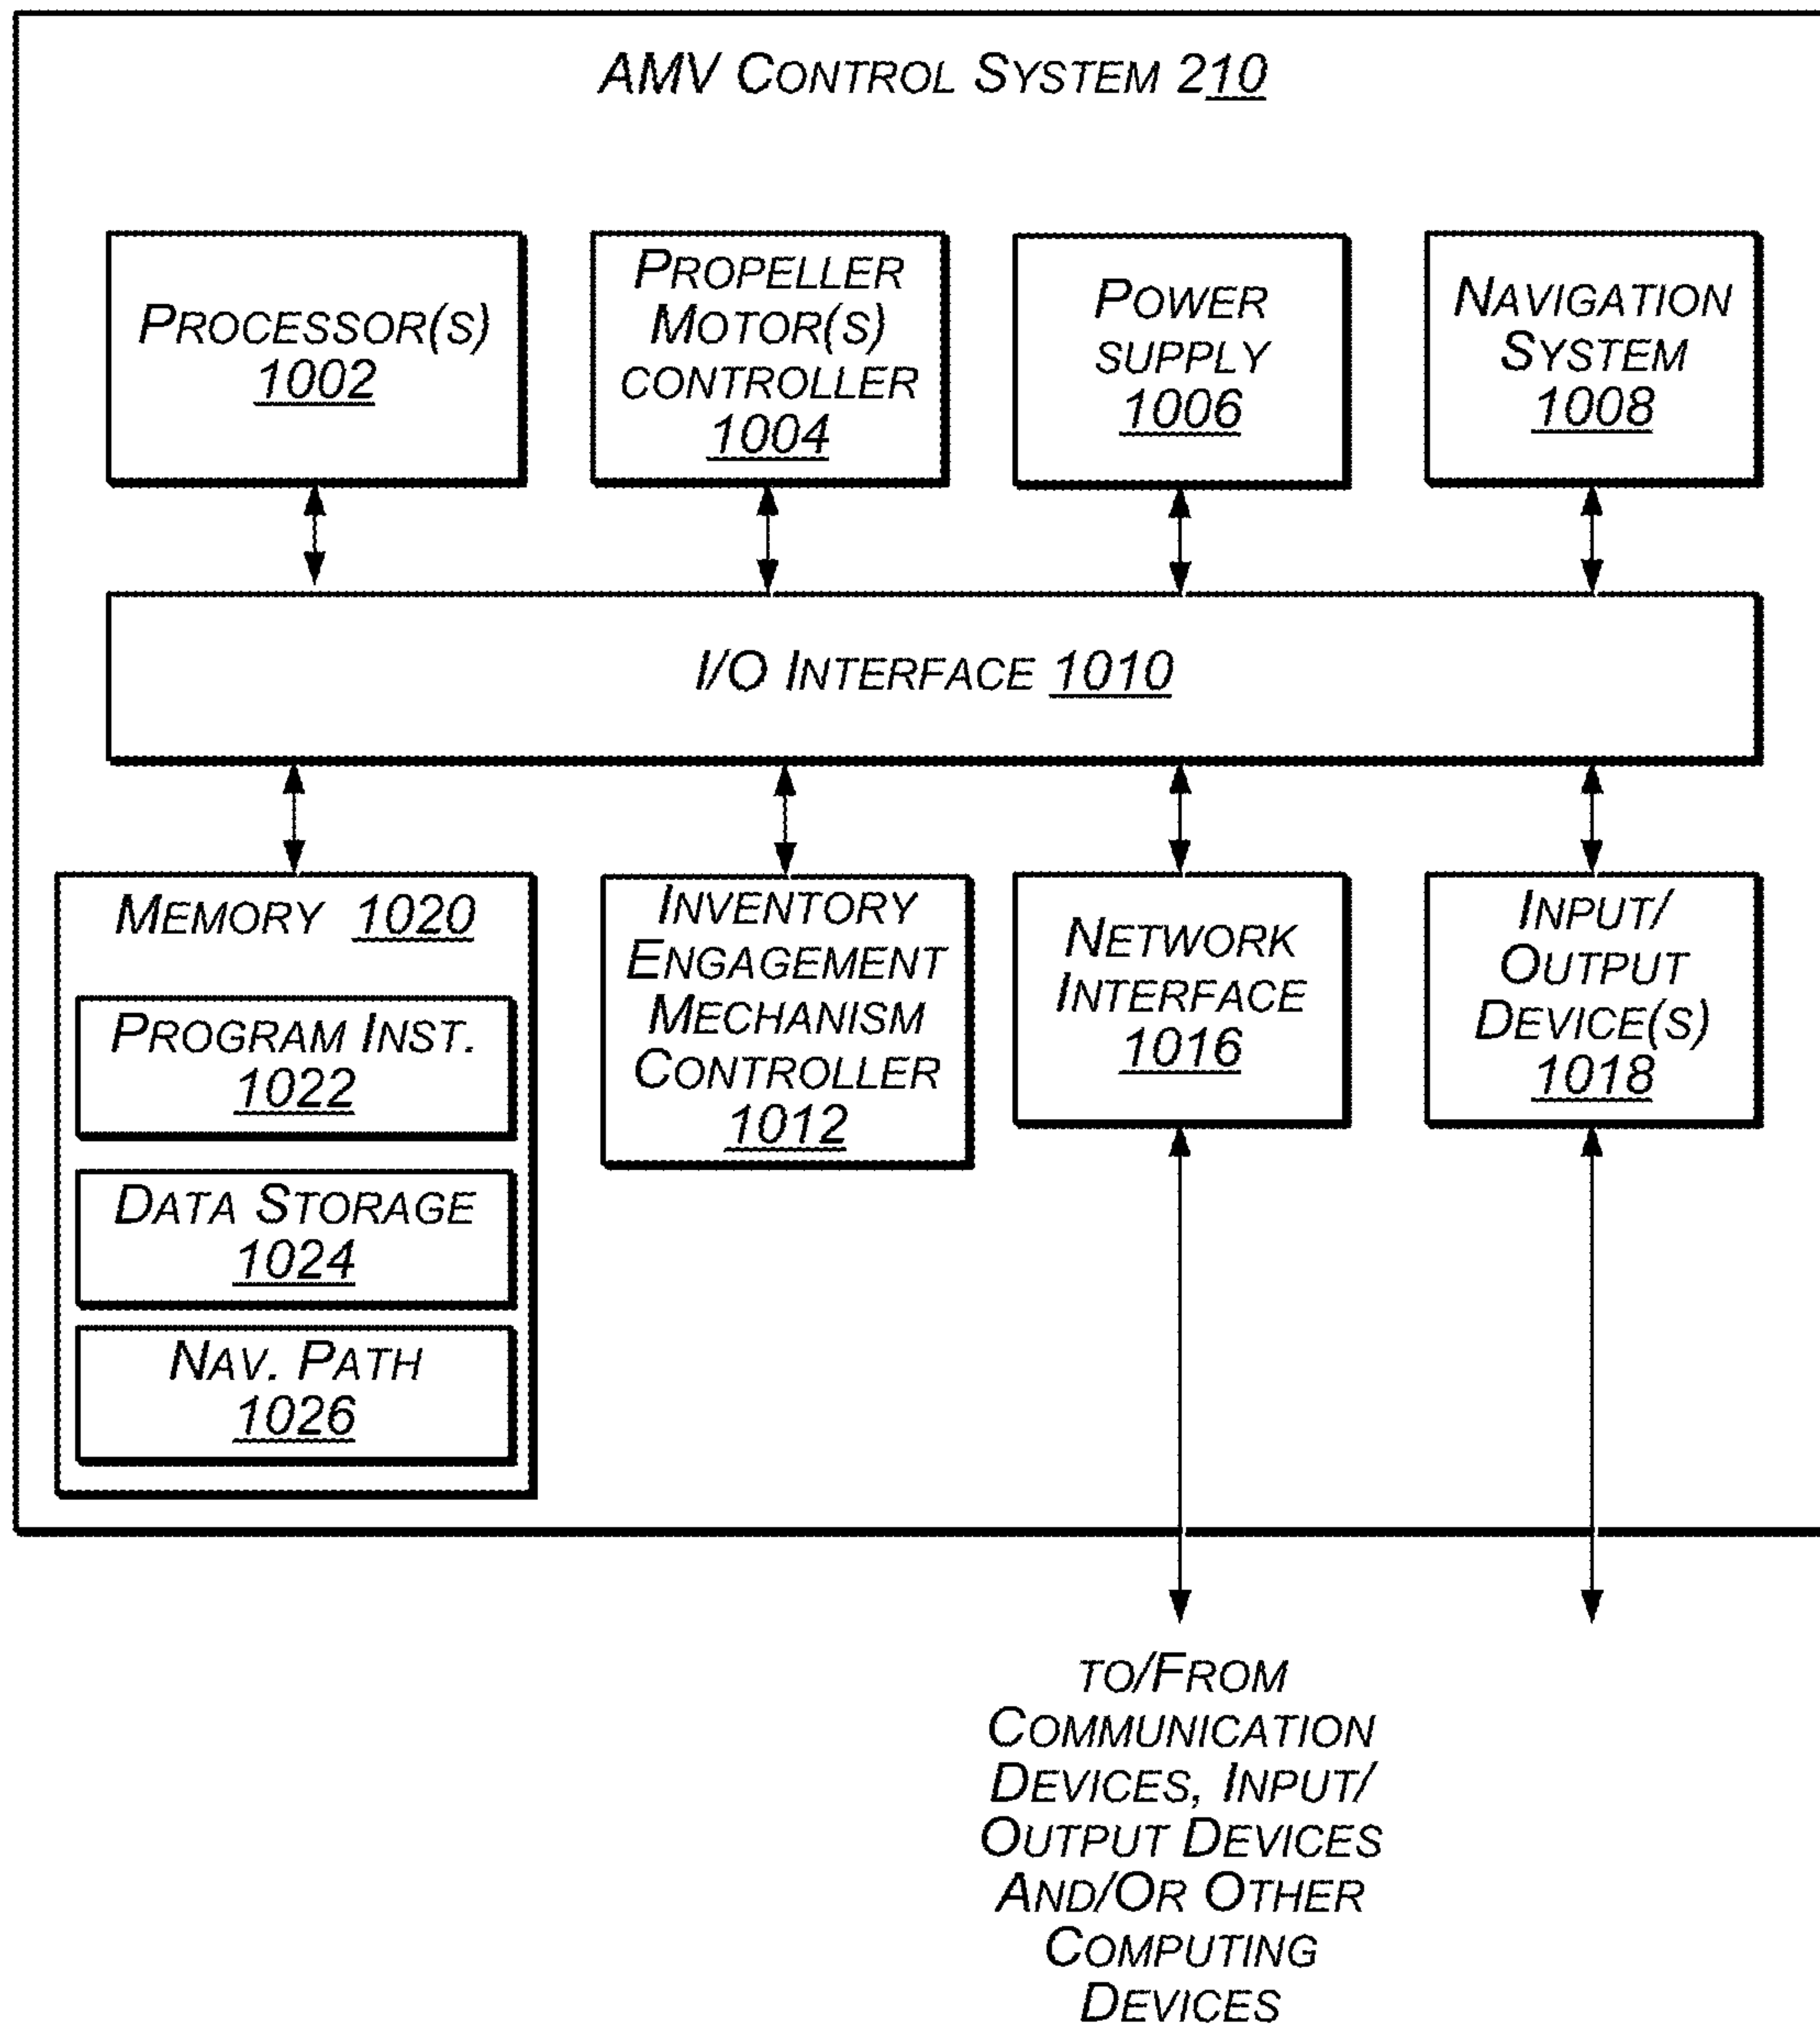 AMV CONTROL SYSTEM 210
PROCESSOR(S)
1002
PROPELLER
MOTOR(S)
CONTROLLER
1004
POWER
SUPPLY
1006
NAVIGATION
SYSTEM
1008
I/O INTERFACE 1010
MEMORY 1020
PROGRAM INST.
1022
DATA STORAGE
1024
NAV. PATH
1026
INVENTORY
ENGAGEMENT
MECHANISM
CONTROLLER
1012
NETWORK
INTERFACE
1016
INPUT/
OUTPUT
DEVICE(S)
1018
TO/FROM
COMMUNICATION
DEVICES, INPUT/
OUTPUT DEVICES
AND/OR OTHER
COMPUTING
DEVICES